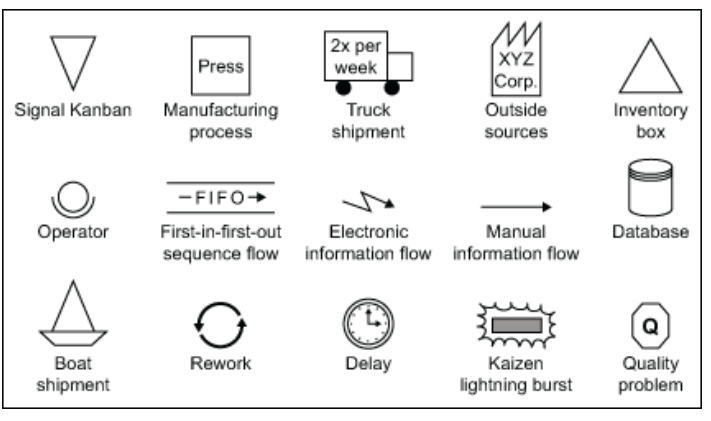 2x per
week
XYZ
Corp.
Press
Signal Kanban
Manufacturing
process
Truck
shipment
Outside
sources
Inventory
box
FIFO
Operator
First-in-first-out
sequence flow
Electronic
information flow
Manual
information flow
Database
Q
Boat
shipment
Rework
Delay
Kaizen
lightning burst
Quality
problem